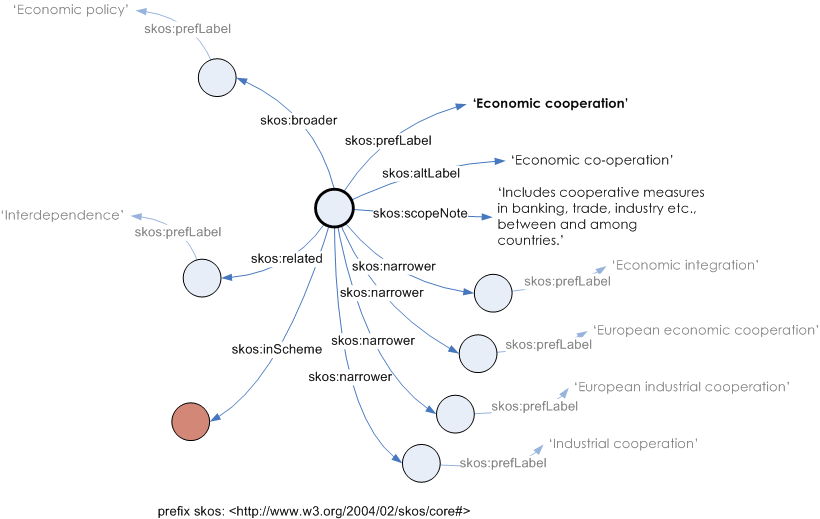 ‘Economic policy’
skos:prefLabel
skos:broader
‘Economic cooperation’
skos:prefLabel
skos:altLabel
‘Economic co-operation’
skos:scopeNote
‘Includes cooperative measures
in banking, trade, industry etc.,
between and among
countries.’
‘Interdependence’
skos:prefLabel
skos:related
skos:narrower
‘Economic integration’
skos:prefLabel
skos:narrower
‘European economic cooperation’
skos:prefLabel
skos:inScheme
skos:narrower
‘European industrial cooperation’
skos:prefLabel
skos:narrower
‘Industrial cooperation’
skos:prefLabel
prefix skos: <http://www.w3.org/2004/02/skos/core#>